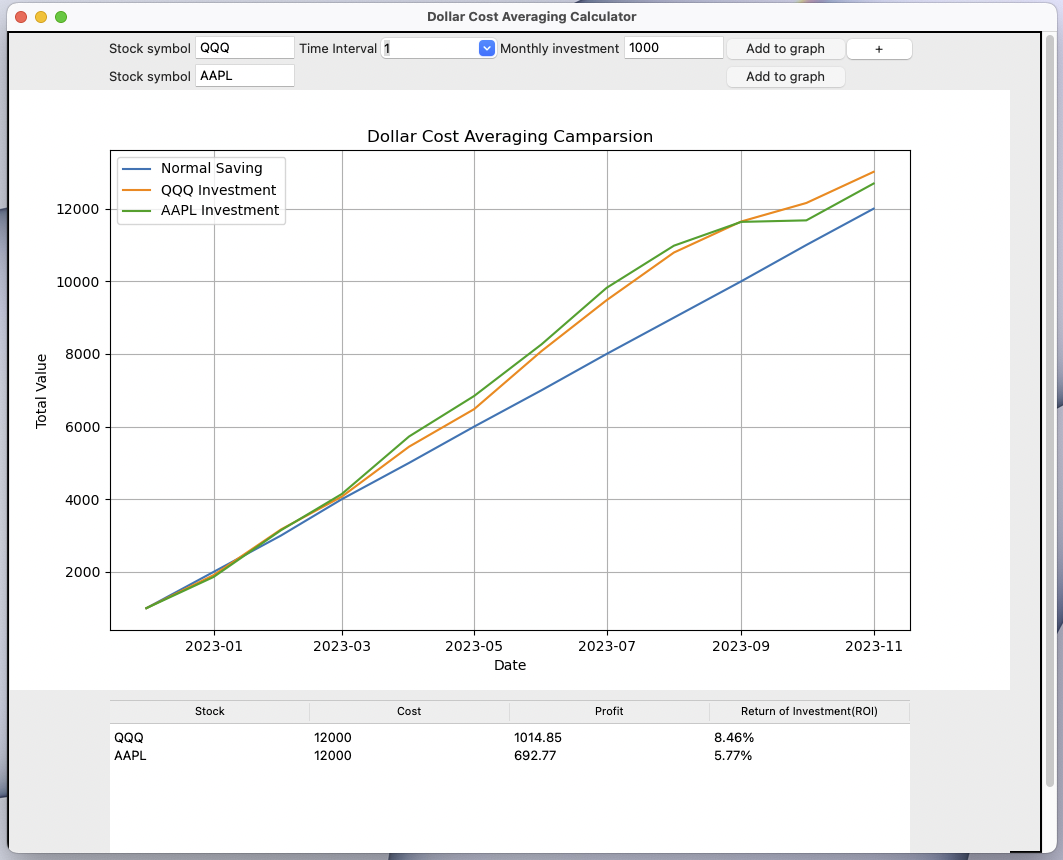 Dollar Cost Averaging Calculator
Stock symbol QQQ Time Interval 1 Monthly investment 1000 Add to graph +
Stock symbol AAPL Add to graph
Dollar Cost Averaging Camparsion
Normal Saving
QQQ Investment
AAPL Investment
12000
10000
8000
6000
4000
2000
Total Value
2023-01 2023-03 2023-05 2023-07 2023-09 2023-11
Date
Stock Cost Profit Return of Investment(ROI)
QQQ 12000 1014.85 8.46%
AAPL 12000 692.77 5.77%